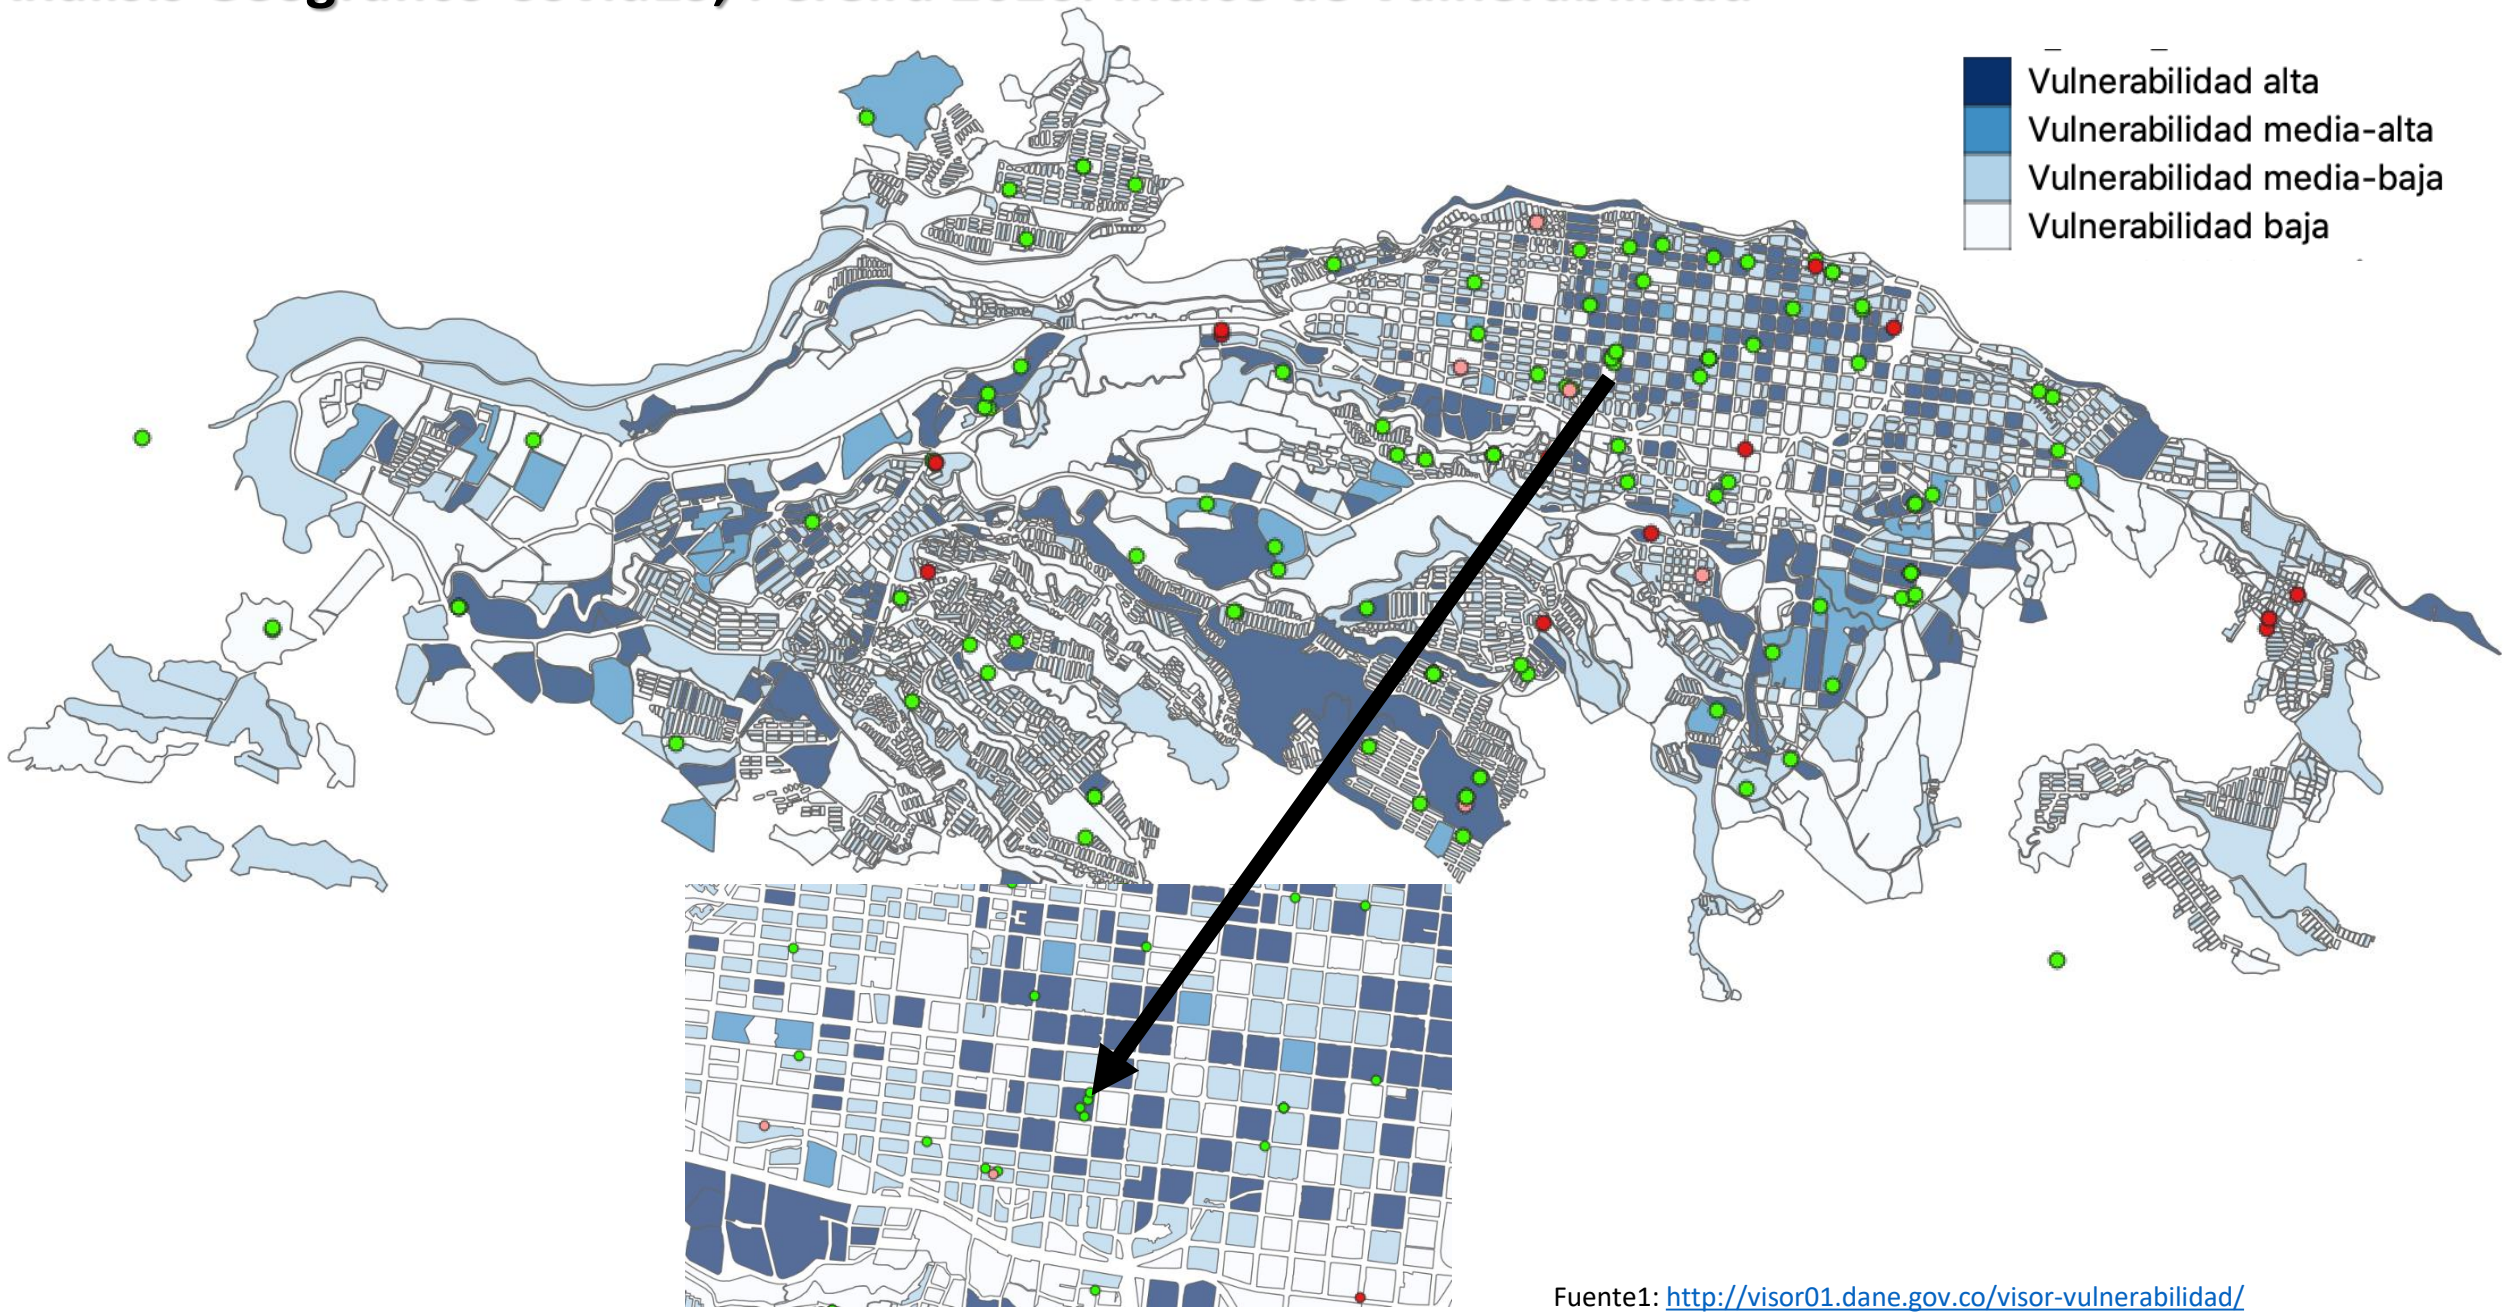 Vulnerabilidad alta
Vulnerabilidad media-alta
Vulnerabilidad media-baja
Vulnerabilidad baja
Fuente1: http://visor01.dane.gov.co/visor-vulnerabilidad/